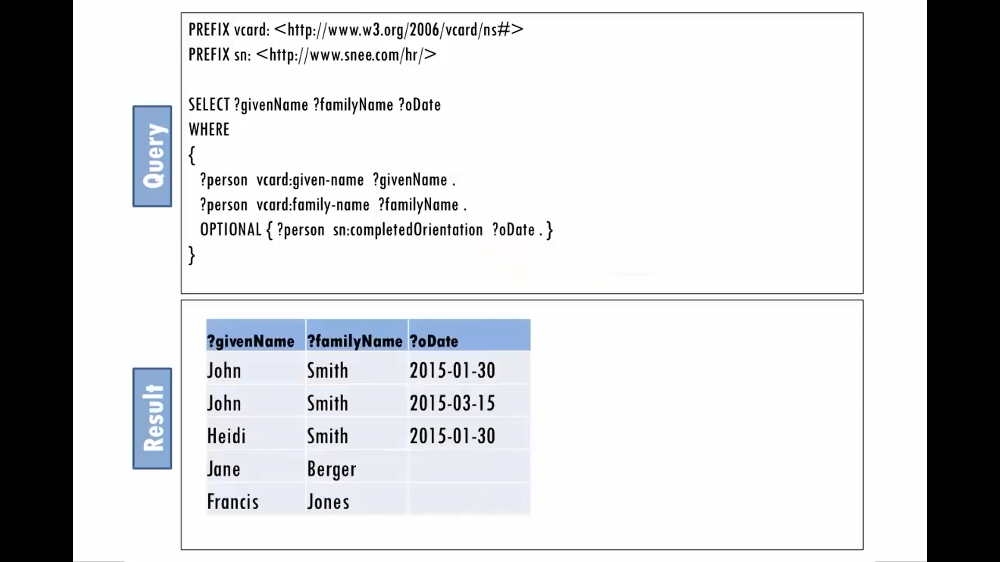 PREFIX vcard: <http://www.w3.org/2006/vcard/ns#>
PREFIX sn: <http://www.snee.com/hr/>
SELECT ?givenName ?familyName ?oDate
WHERE
{
?person vcard:given-name ?givenName .
?person vcard:family-name ?familyName .
OPTIONAL { ?person sn:completedOrientation ?oDate . }
}
Query
?givenName ?familyName ?oDate
John Smith 2015-01-30
John Smith 2015-03-15
Heidi Smith 2015-01-30
Jane Berger
Francis Jones
Result